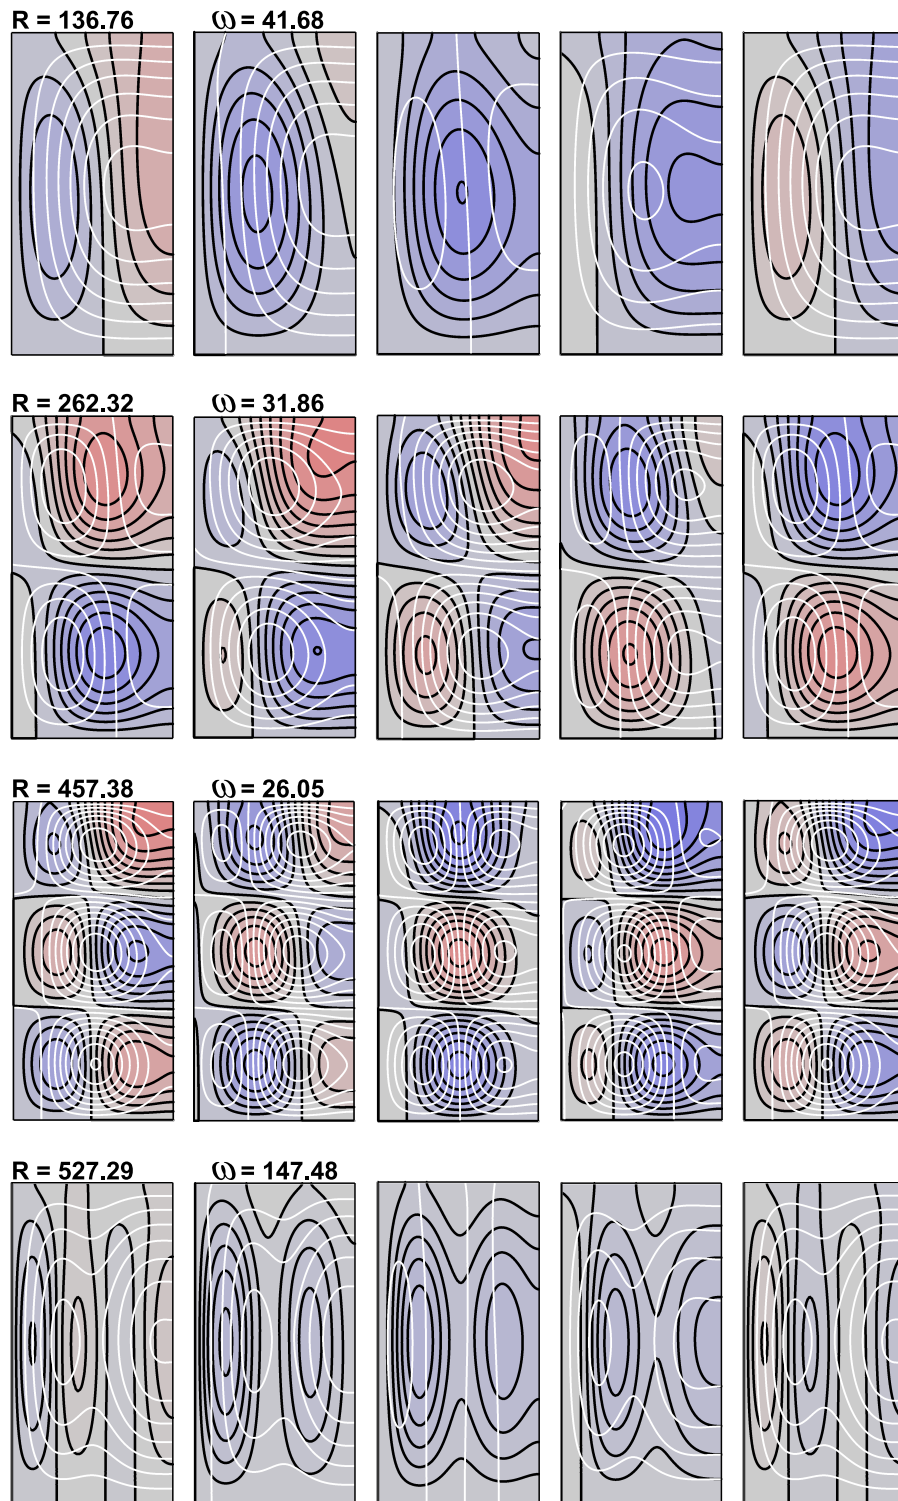 R = 136.76 ω = 41.68
R = 262.32 ω = 31.86
R = 457.38 ω = 26.05
R = 527.29 ω = 147.48